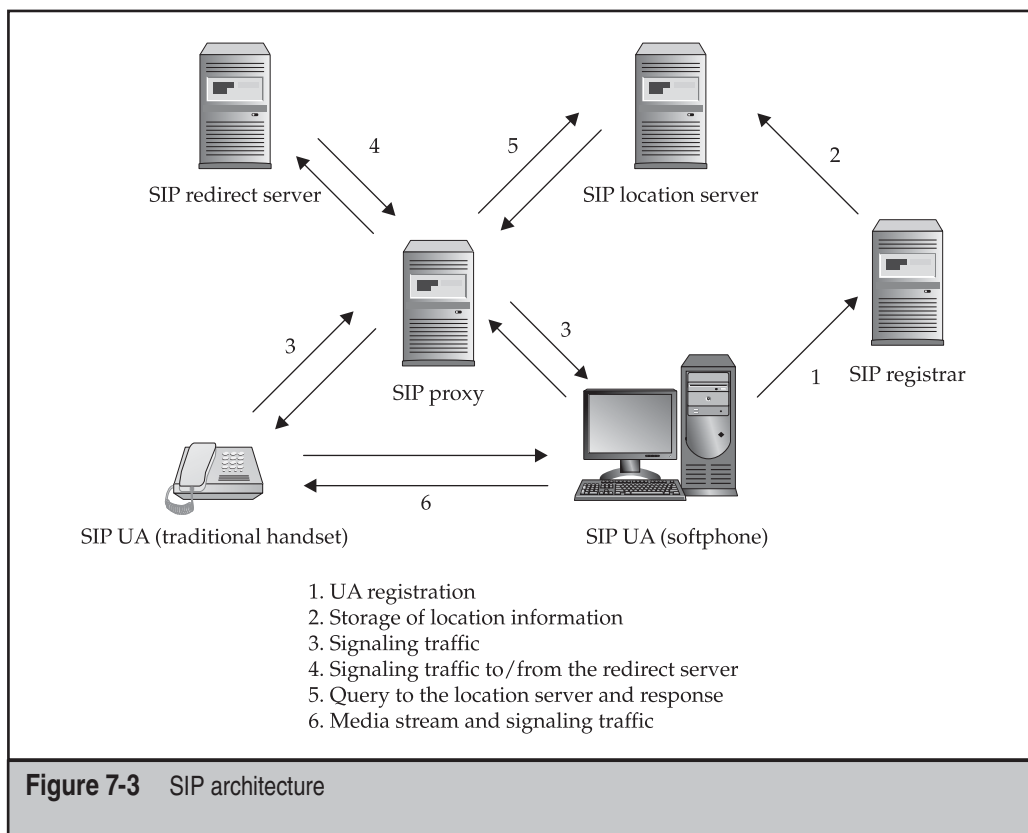 SIP redirect server
4
5
SIP location server
2
SIP proxy
3
3
1
SIP registrar
6
SIP UA (traditional handset)
SIP UA (softphone)
1. UA registration
2. Storage of location information
3. Signaling traffic
4. Signaling traffic to/from the redirect server
5. Query to the location server and response
6. Media stream and signaling traffic
Figure 7-3 SIP architecture